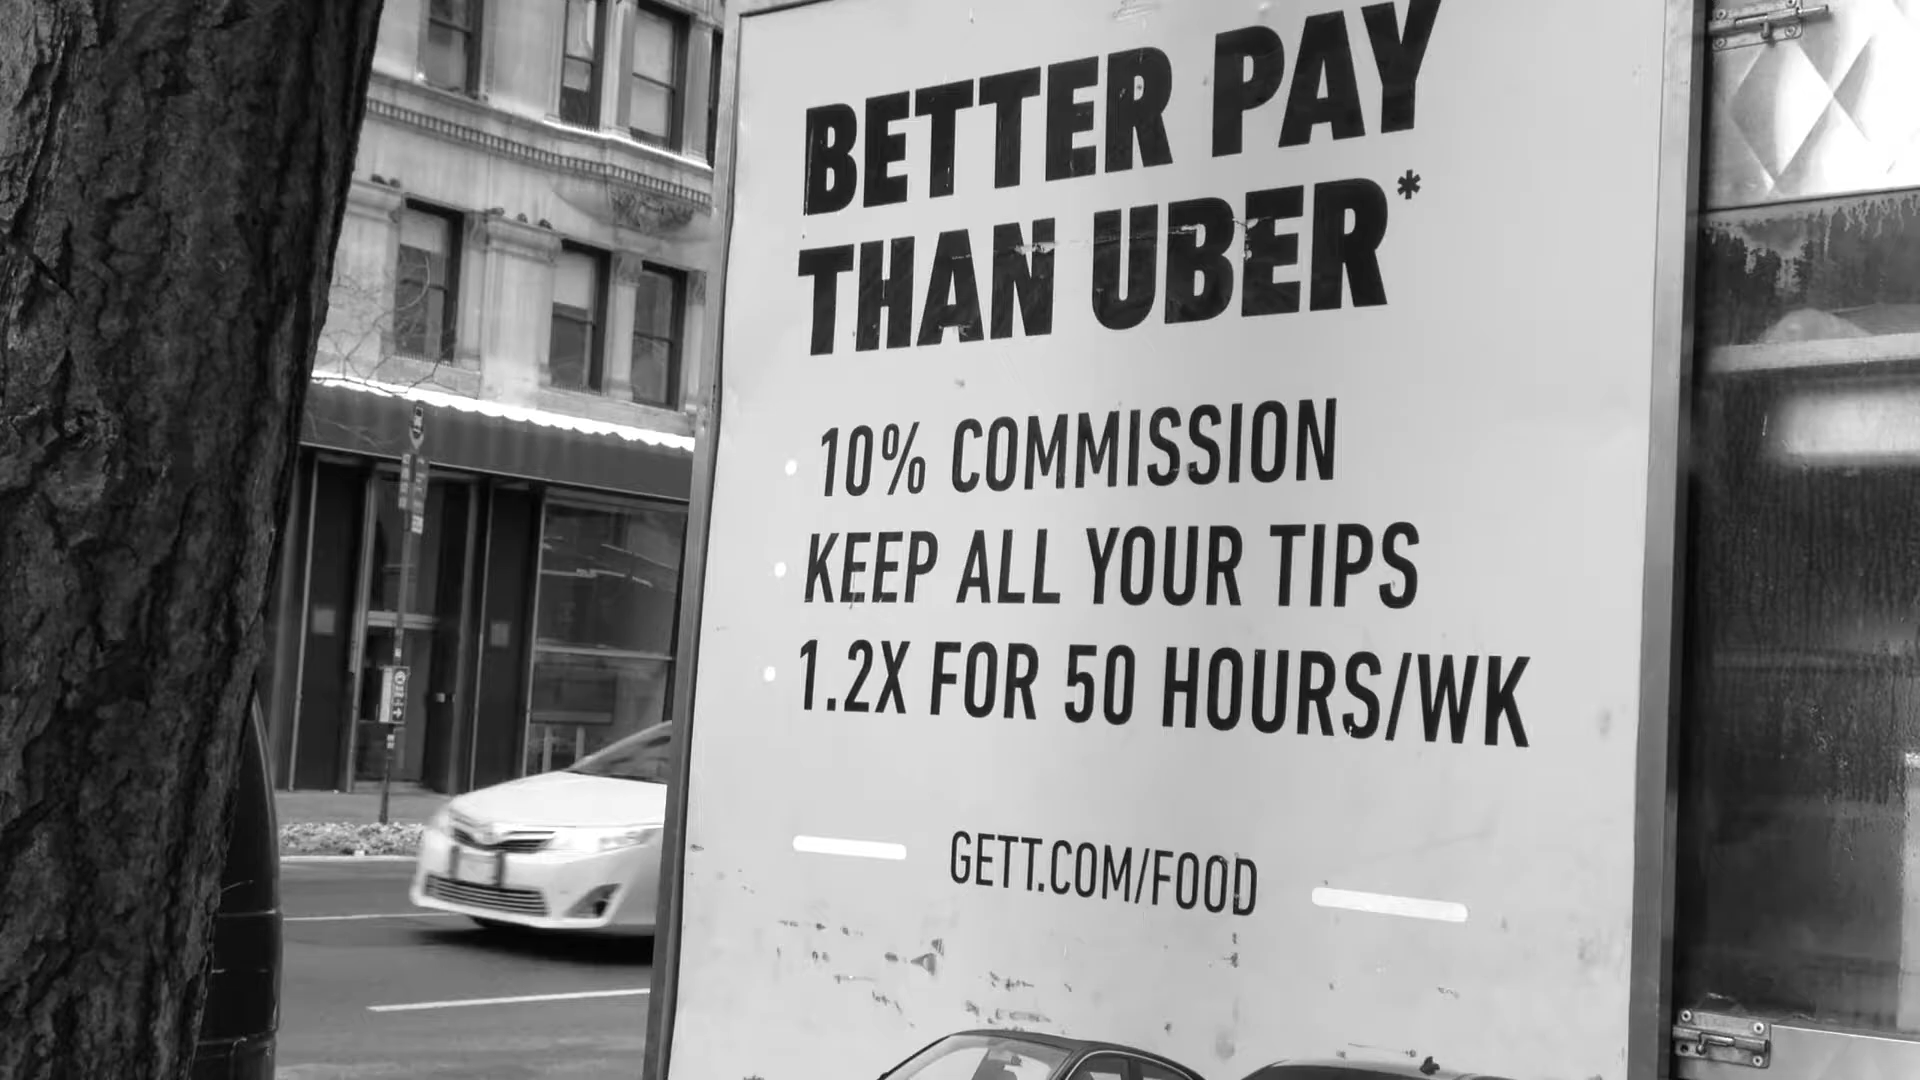 BETTER PAY
THAN UBER*
10% COMMISSION
KEEP ALL YOUR TIPS
1.2X FOR 50 HOURS/WK
GETT.COM/FOOD